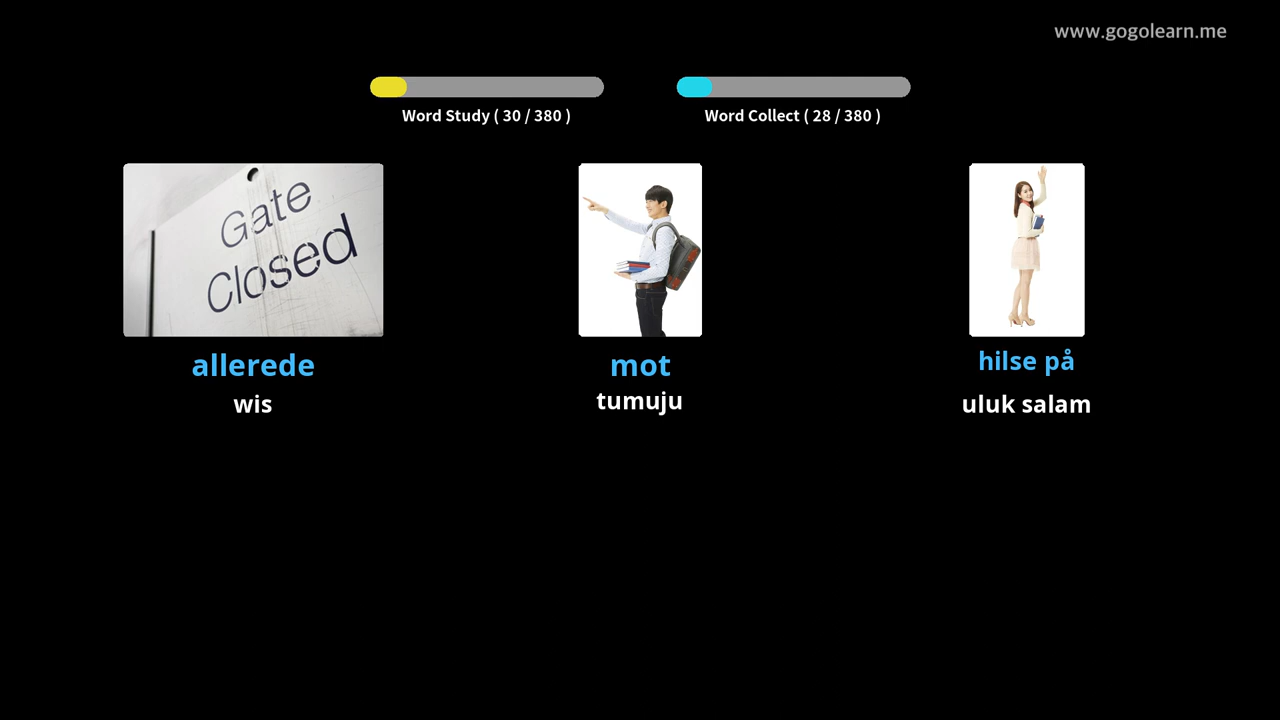 www.gogolearn.me
Word Study ( 30 / 380 )
Word Collect ( 28 / 380 )
Gate
Closed
allerede
wis
mot
tumuju
hilse på
uluk salam